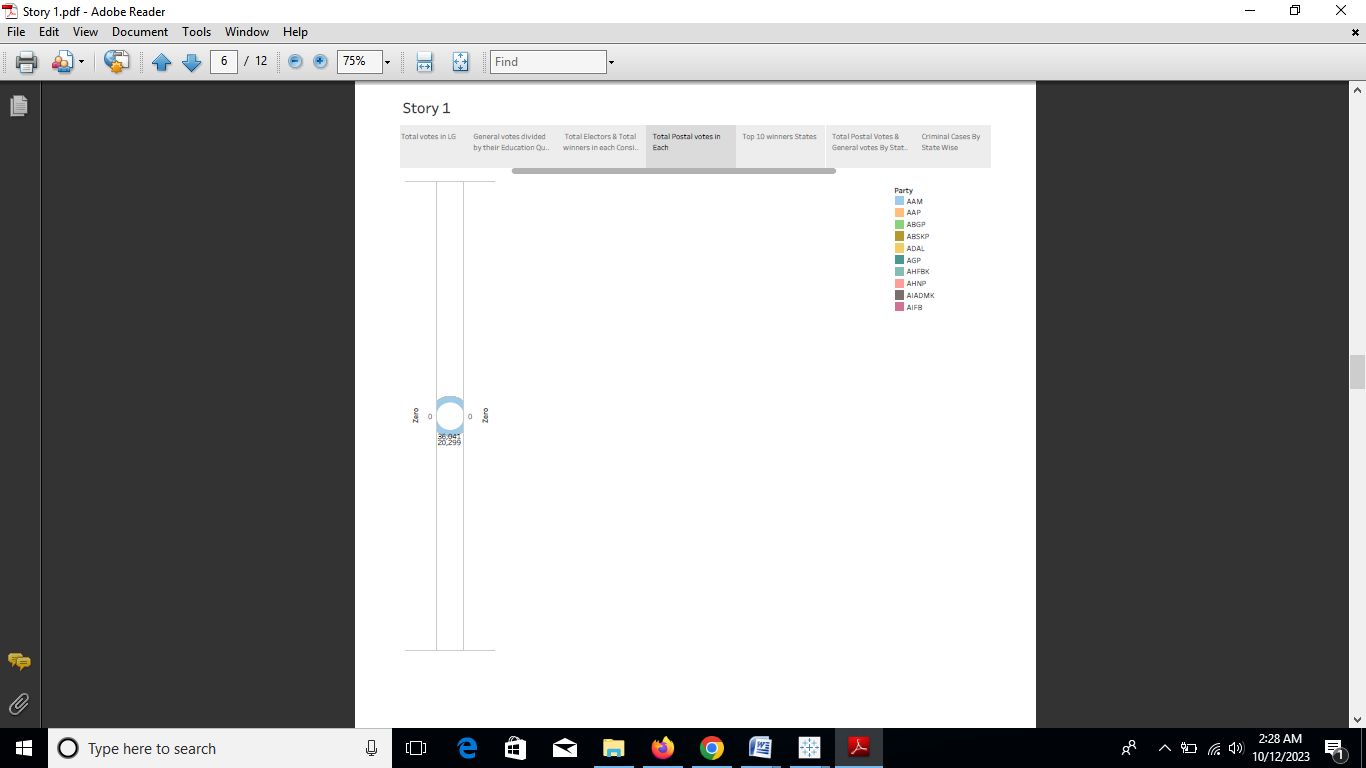 Story 1.pdf - Adobe Reader
File Edit View Document Tools Window Help
6 / 12 75% Find
Story 1
Total votes in LG
General votes divided
by their Education Qu..
Total Electors & Total
winners in each Consi..
Total Postal votes in
Each
Top 10 winners States
Total Postal Votes &
General votes By Stat..
Criminal Cases By
State Wise
Party
AAM
AAP
ABGP
ABSKP
ADAL
AGP
AHFBK
AHNP
AIADMK
AIFB
Zero 0 0 Zero
36,041
20,299
Type here to search
2:28 AM
10/12/2023
1